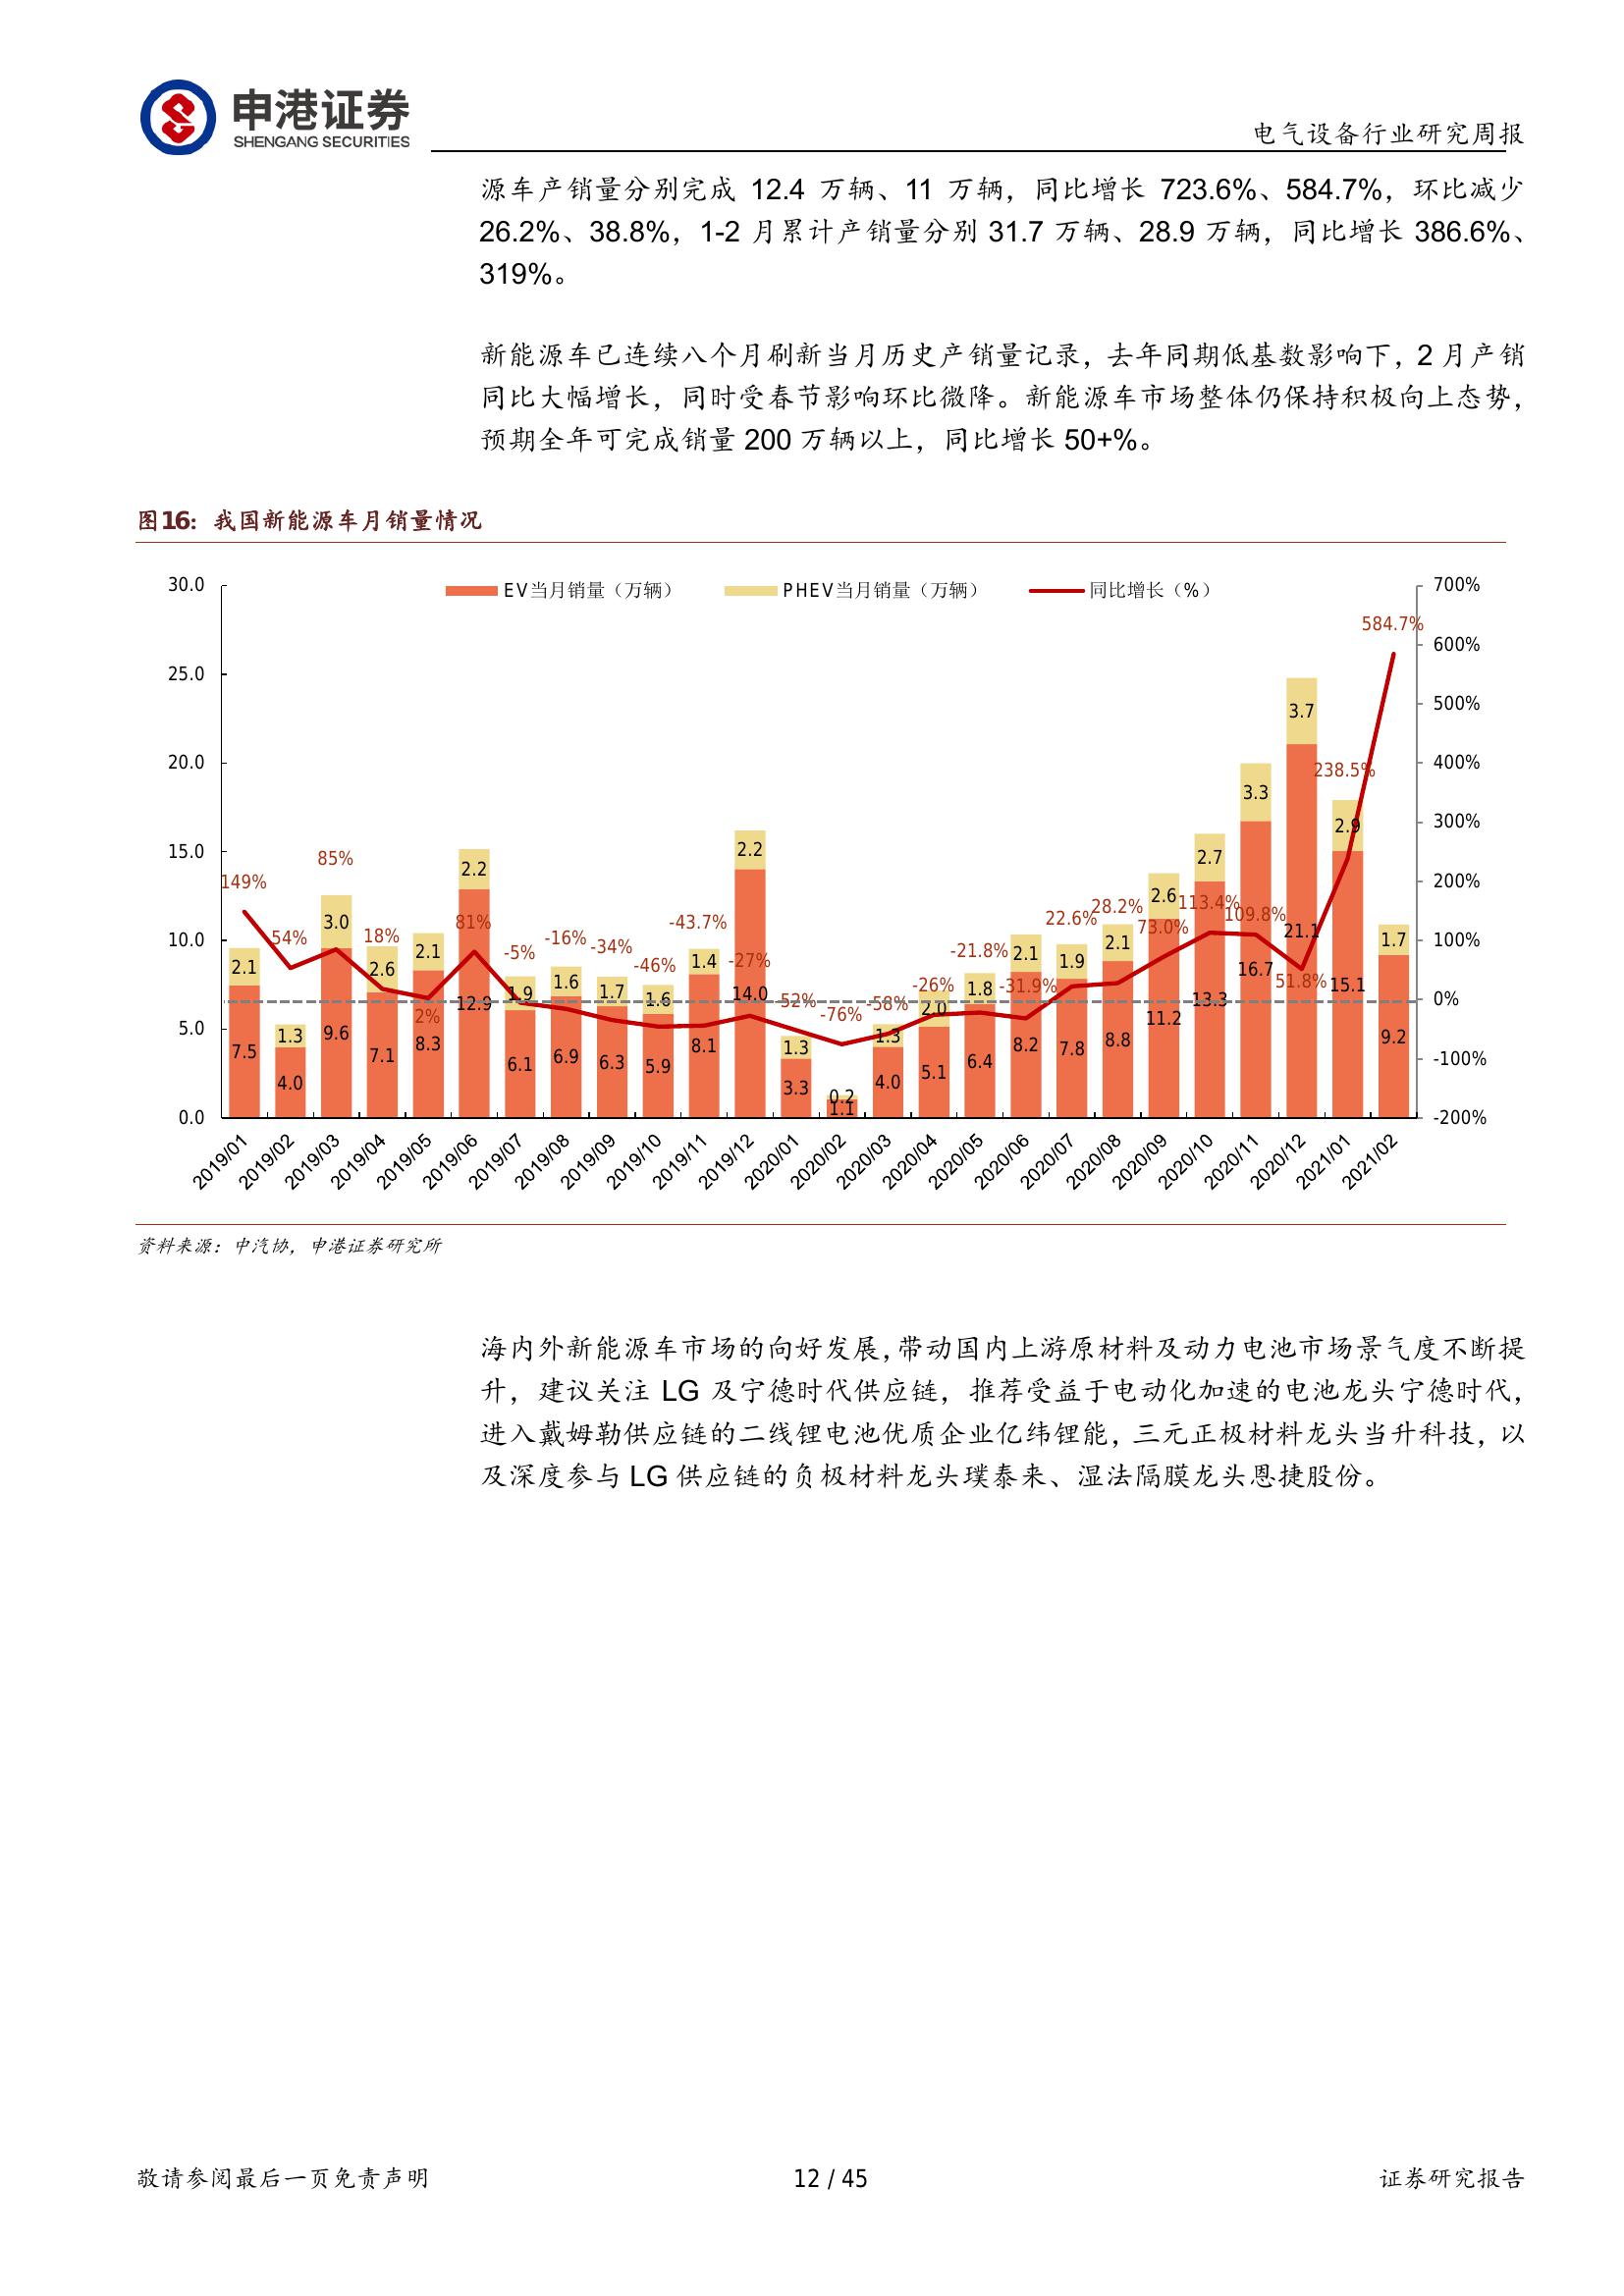 申港证券
SHENGANG SECURITIES
电气设备行业研究周报
源车产销量分别完成 12.4 万辆、11 万辆，同比增长 723.6%、584.7%，环比减少
26.2%、38.8%，1-2 月累计产销量分别 31.7 万辆、28.9 万辆，同比增长 386.6%、
319%。
新能源车已连续八个月刷新当月历史产销量记录，去年同期低基数影响下，2 月产销
同比大幅增长，同时受春节影响环比微降。新能源车市场整体仍保持积极向上态势，
预期全年可完成销量 200 万辆以上，同比增长 50+%。
图16：我国新能源车月销量情况
EV当月销量（万辆） PHEV当月销量（万辆） 同比增长（%）
30.0
25.0
20.0
15.0
10.0
5.0
0.0
700%
600%
500%
400%
300%
200%
100%
0%
-100%
-200%
149% 54% 85% 18% 2% 81% -5% -16% -34% -46% -43.7% -27% -52% -76% -58% -26% -21.8% -31.9% 22.6% 28.2% 73.0% 113.4% 109.8% 51.8% 238.5% 584.7%
2.1 1.3 3.0 2.6 2.1 2.2 1.9 1.6 1.7 1.6 1.4 2.2 1.3 0.2 1.3 2.0 1.8 2.1 1.9 2.1 2.6 2.7 3.3 3.7 2.9 1.7
7.5 4.0 9.6 7.1 8.3 12.9 6.1 6.9 6.3 5.9 8.1 14.0 3.3 1.1 4.0 5.1 6.4 8.2 7.8 8.8 11.2 13.3 16.7 21.1 15.1 9.2
2019/01 2019/02 2019/03 2019/04 2019/05 2019/06 2019/07 2019/08 2019/09 2019/10 2019/11 2019/12 2020/01 2020/02 2020/03 2020/04 2020/05 2020/06 2020/07 2020/08 2020/09 2020/10 2020/11 2020/12 2021/01 2021/02
资料来源：中汽协，申港证券研究所
海内外新能源车市场的向好发展，带动国内上游原材料及动力电池市场景气度不断提
升，建议关注 LG 及宁德时代供应链，推荐受益于电动化加速的电池龙头宁德时代，
进入戴姆勒供应链的二线锂电池优质企业亿纬锂能，三元正极材料龙头当升科技，以
及深度参与 LG 供应链的负极材料龙头璞泰来、湿法隔膜龙头恩捷股份。
敬请参阅最后一页免责声明
12 / 45
证券研究报告